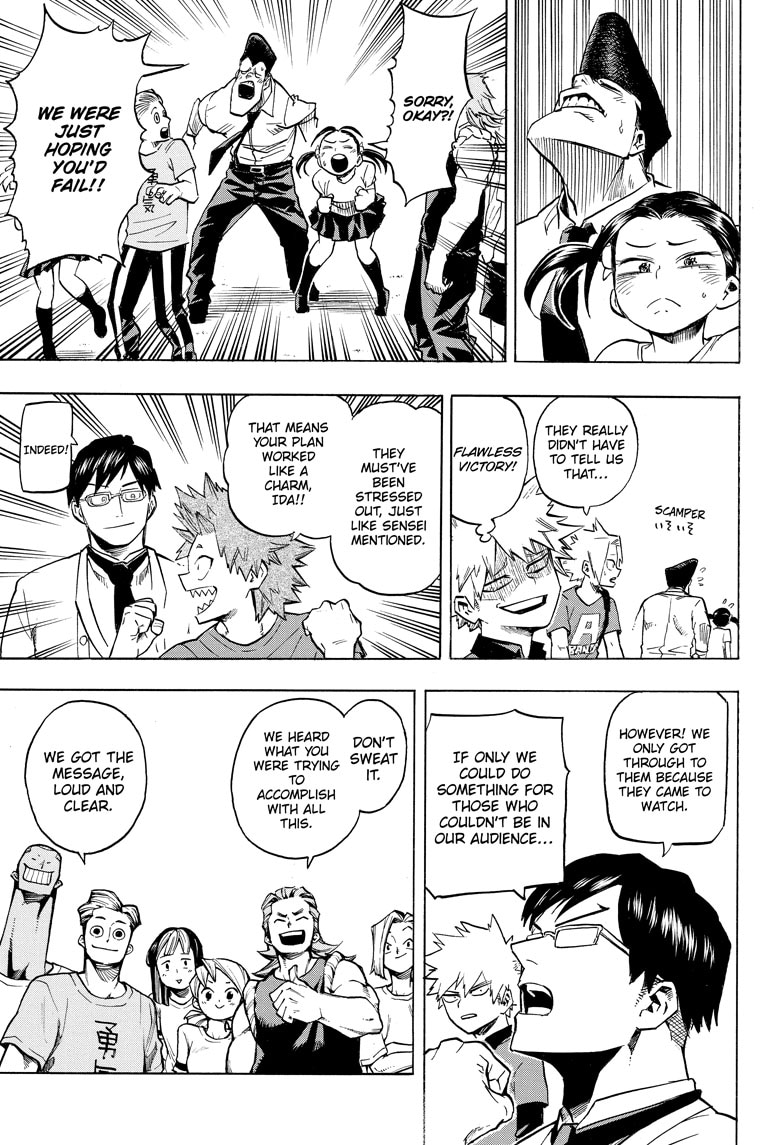 SORRY,
OKAY?!
WE WERE
JUST
HOPING
YOU'D
FAIL!!
勇気
THEY REALLY
DIDN'T HAVE
TO TELL US
THAT...
FLAWLESS
VICTORY!
SCAMPER
A
BAND
THEY
MUST'VE
BEEN
STRESSED
OUT, JUST
LIKE SENSEI
MENTIONED.
THAT MEANS
YOUR PLAN
WORKED
LIKE A
CHARM,
IDA!!
INDEED!
HOWEVER! WE
ONLY GOT
THROUGH TO
THEM BECAUSE
THEY CAME TO
WATCH.
IF ONLY WE
COULD DO
SOMETHING FOR
THOSE WHO
COULDN'T BE IN
OUR AUDIENCE...
DON'T
SWEAT
IT.
WE HEARD
WHAT YOU
WERE TRYING
TO
ACCOMPLISH
WITH ALL
THIS.
WE GOT THE
MESSAGE,
LOUD AND
CLEAR.
勇